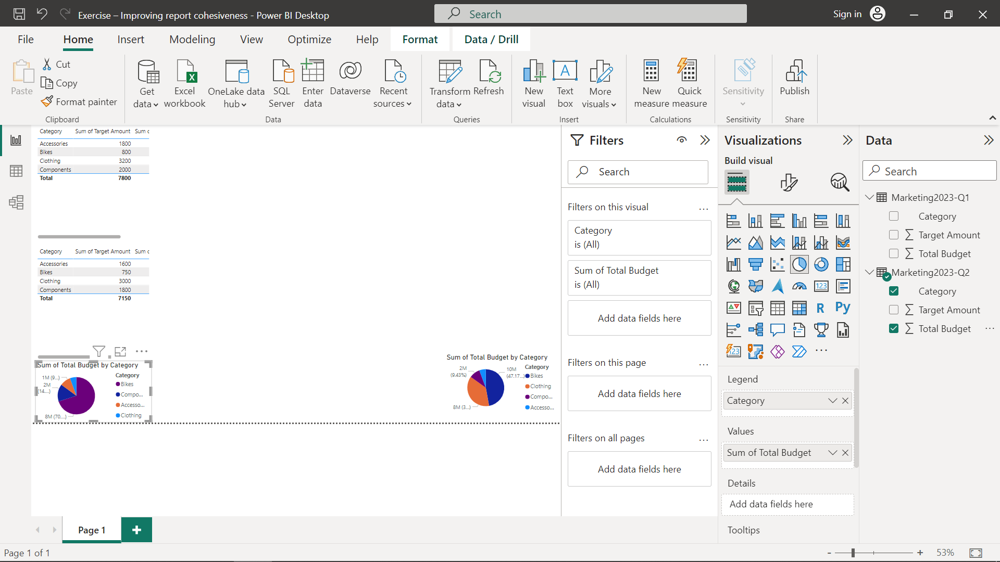 Exercise – Improving report cohesiveness - Power BI Desktop
Search
Sign in
File
Home
Insert
Modeling
View
Optimize
Help
Format
Data / Drill
Paste
Cut
Copy
Format painter
Clipboard
Get data
Excel workbook
OneLake data hub
SQL Server
Enter data
Dataverse
Recent sources
Data
Transform data
Refresh
Queries
New visual
Text box
More visuals
Insert
New measure
Quick measure
Calculations
Sensitivity
Sensitivity
Publish
Share
Category Sum of Target Amount Sum
Accessories 1800
Bikes 800
Clothing 3200
Components 2000
Total 7800
Category Sum of Target Amount Sum
Accessories 1600
Bikes 750
Clothing 3000
Components 1800
Total 7150
Sum of Total Budget by Category
1M (9...)
2M
(14....)
8M (70....)
Category
Bikes
Compo...
Accesso...
Clothing
Sum of Total Budget by Category
2M
(9.43%)
10M
(47.17...)
8M (3...)
Category
Bikes
Clothing
Compo...
Accesso...
Filters
Search
Filters on this visual ...
Category
is (All)
Sum of Total Budget
is (All)
Add data fields here
Filters on this page ...
Add data fields here
Filters on all pages ...
Add data fields here
Visualizations
Build visual
123
R
Py
123
...
Legend
Category
Values
Sum of Total Budget
Details
Add data fields here
Tooltips
Data
Search
Marketing2023-Q1
Category
Target Amount
Total Budget
Marketing2023-Q2
Category
Target Amount
Total Budget ...
Page 1
Page 1 of 1
- + 53%